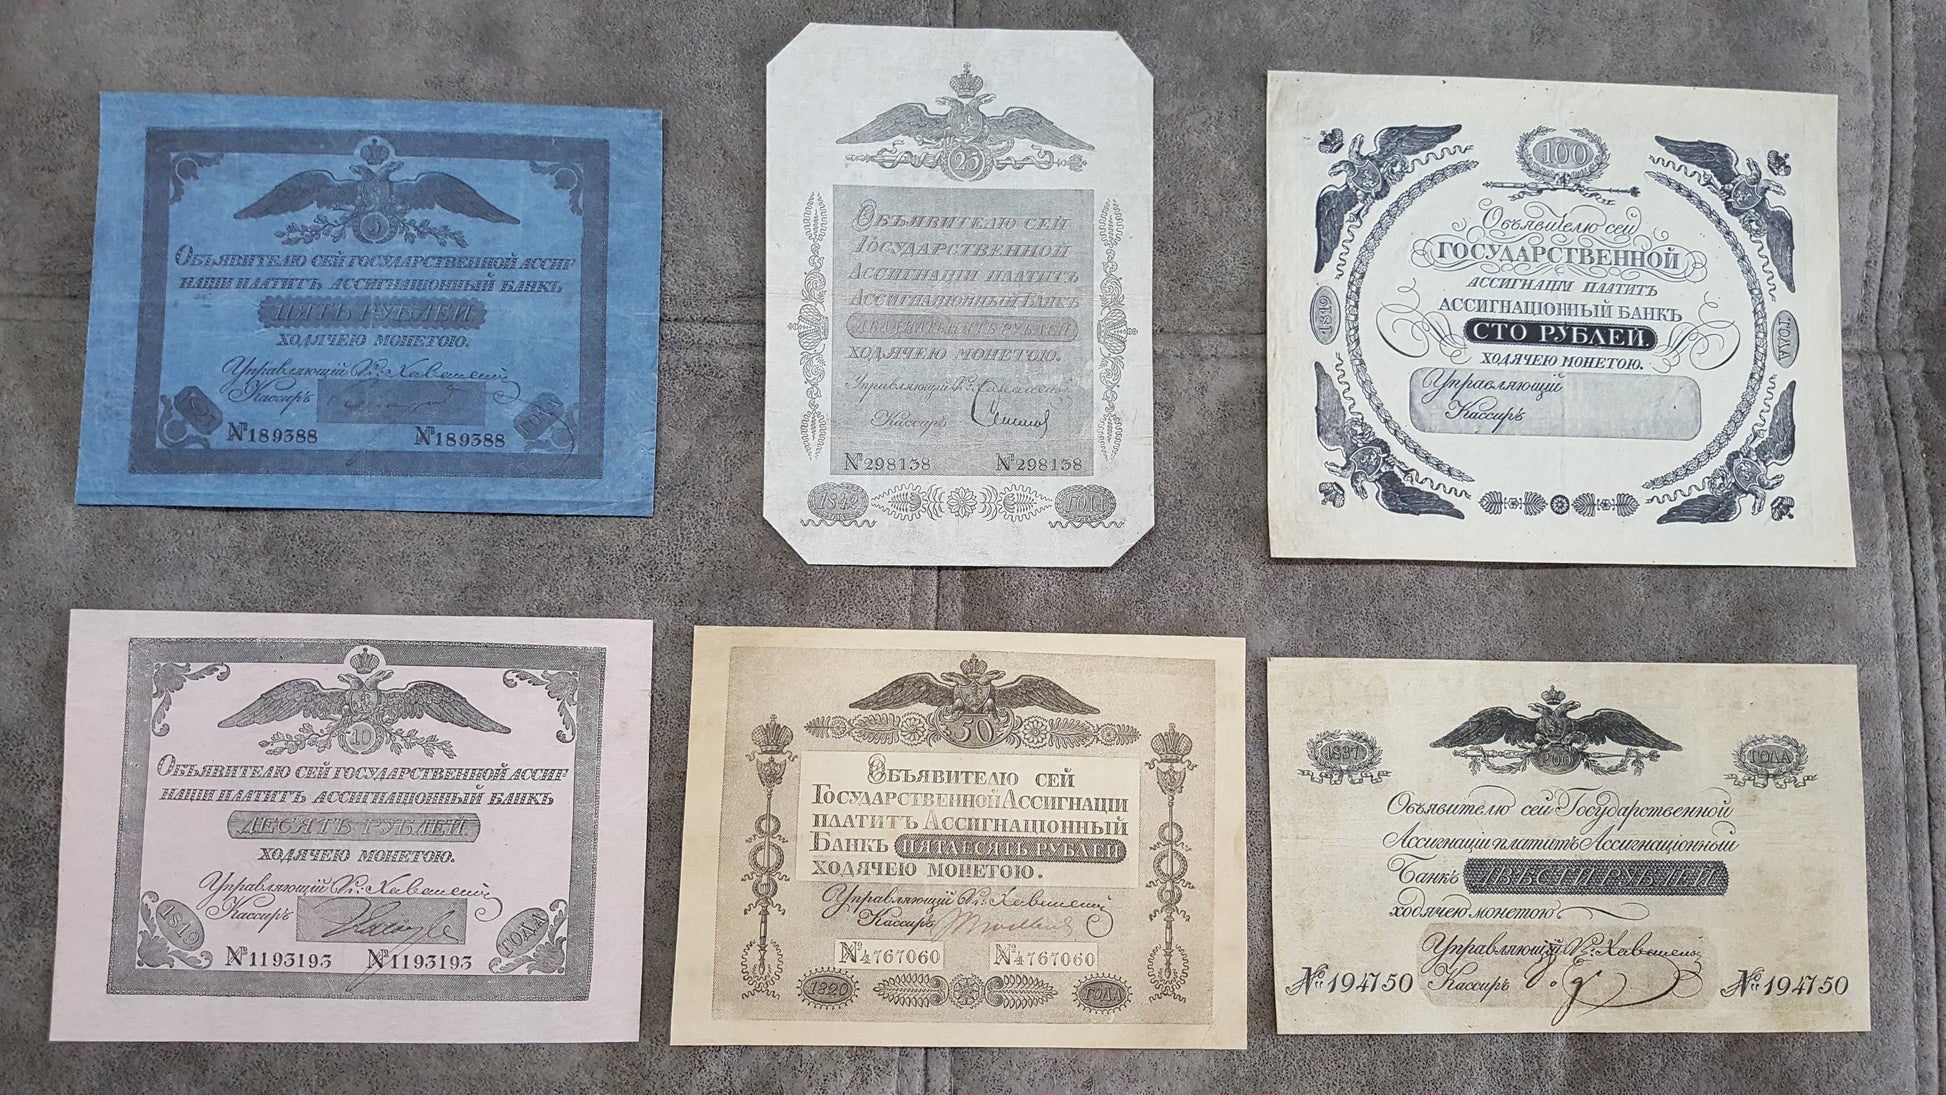 5
Объявителю сей Государственной Ассиг
націи платитъ Ассигнаціонный Банкъ
ПЯТЬ РУБЛЕЙ
ходячею монетою.
Управляющій
Кассиръ
№189388 №189388
25
Объявителю сей
Государственной
Ассигнаціи платитъ
Ассигнаціонный Банкъ
ДВАДЦАТЬ ПЯТЬ РУБЛЕЙ
ходячею монетою.
Управляющій
Кассиръ
№298138 №298138
1842 ГОДА
100
Объявителю сей
ГОСУДАРСТВЕННОЙ
АССИГНАЦІИ ПЛАТИТЪ
АССИГНАЦІОННЫЙ БАНКЪ
СТО РУБЛЕЙ.
ХОДЯЧЕЮ МОНЕТОЮ.
1819 ГОДА
Управляющій
Кассиръ
10
Объявителю сей Государственной Ассиг
націи платитъ Ассигнаціонный Банкъ
ДЕСЯТЬ РУБЛЕЙ
ходячею монетою.
Управляющій
Кассиръ
1819 ГОДА
№1193193 №1193193
50
Объявителю сей
Государственной Ассигнаціи
платитъ Ассигнаціонный
Банкъ ПЯТЬДЕСЯТЬ РУБЛЕЙ
ходячею монетою.
Управляющій
Кассиръ
№4767060 №4767060
1820 ГОДА
1837 ГОДА
200
Объявителю сей Государственной
Ассигнаціи платитъ Ассигнаціонный
Банкъ ДВѢСТИ РУБЛЕЙ
ходячею монетою
Управляющій
Кассиръ
№194750 №194750